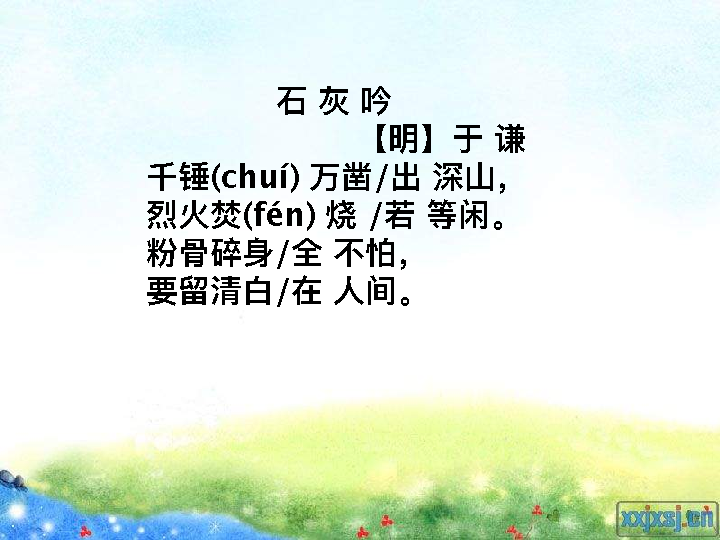 石 灰 吟
【明】于 谦
千锤(chuí) 万凿/出 深山，
烈火焚(fén) 烧 /若 等闲。
粉骨碎身/全 不怕，
要留清白/在 人间。
xxjxsj.cn